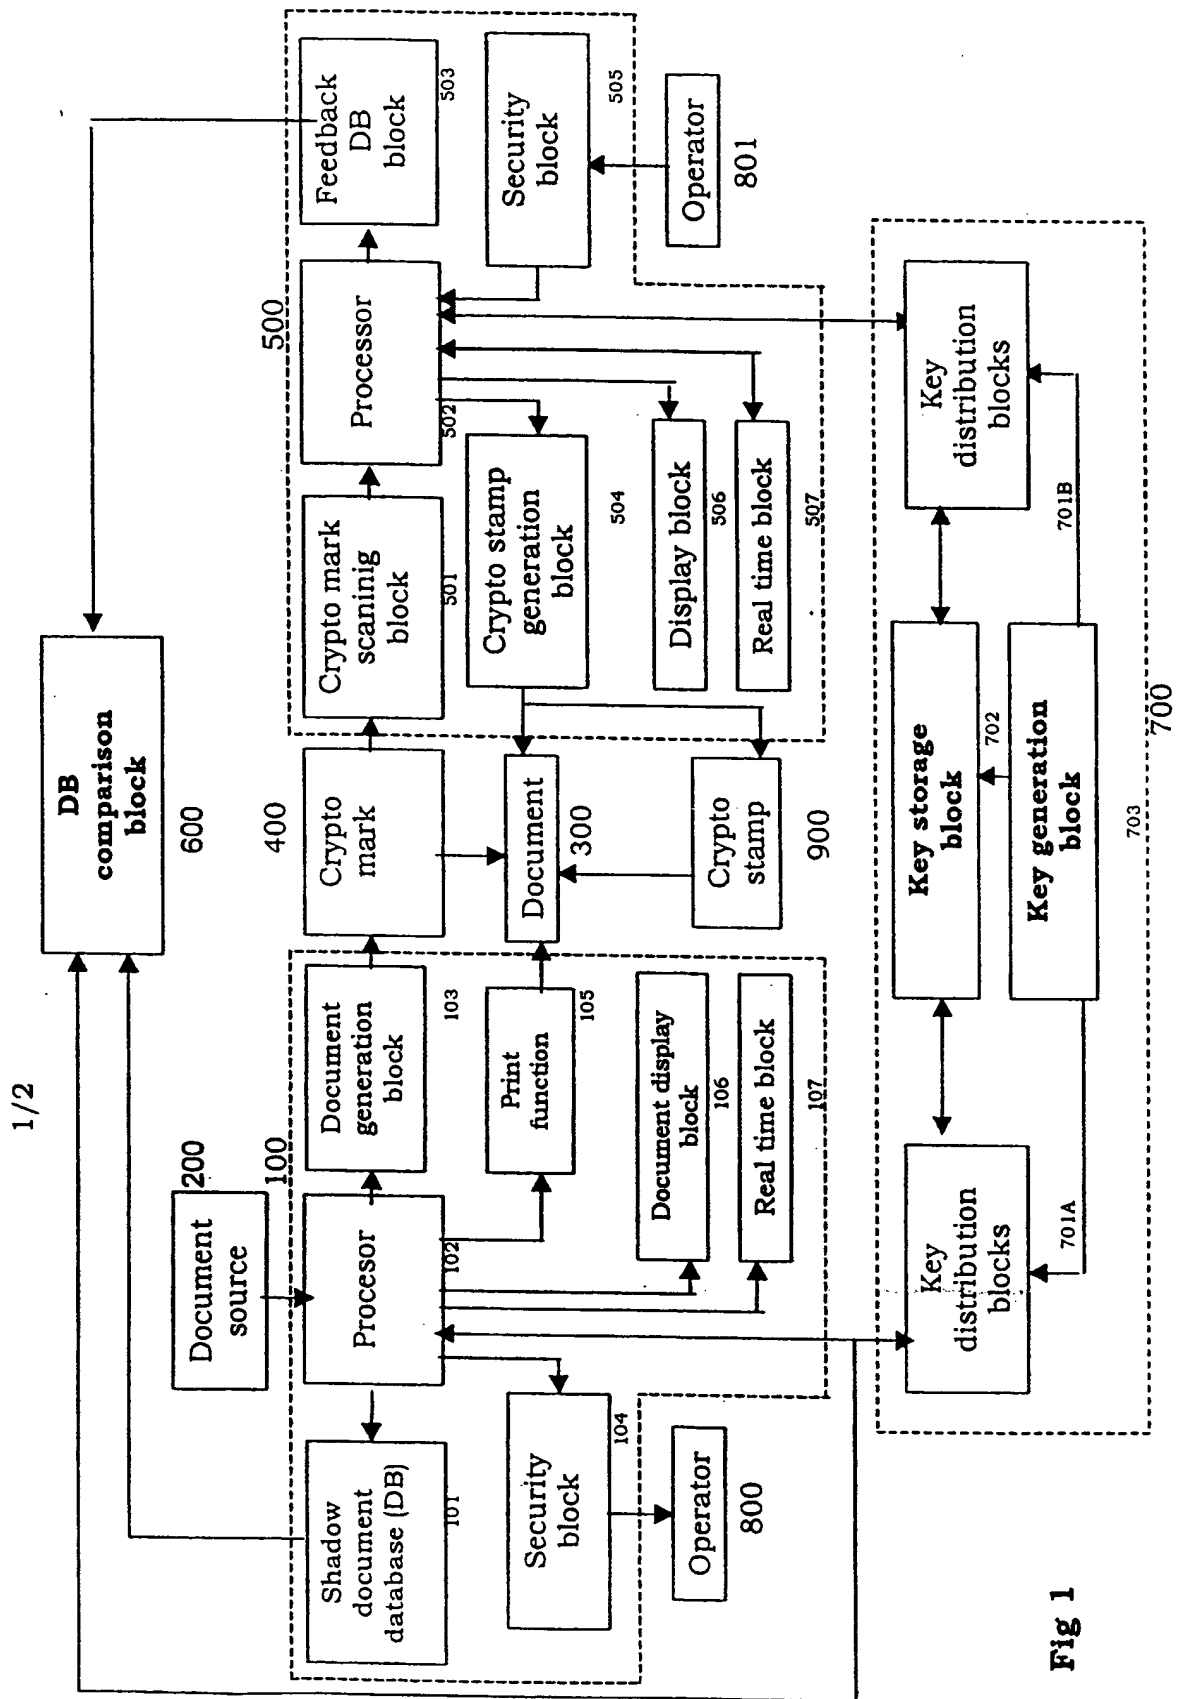 1/2
DB
comparison
block
600
Document
source
200
100
400
500
Shadow
document
database (DB)
101
Procesor
102
Document
generation
block
103
Crypto
mark
Crypto mark
scaninig
block
501
Processor
502
Feedback
DB
block
503
Security
block
104
Print
function
105
Document
300
Crypto stamp
generation
block
504
Security
block
505
Operator
800
Document display
block
106
Real time block
107
Crypto
stamp
900
Display block
506
Real time block
507
Operator
801
Key
distribution
blocks
701A
Key storage
block
702
Key generation
block
703
Key
distribution
blocks
701B
700
Fig 1